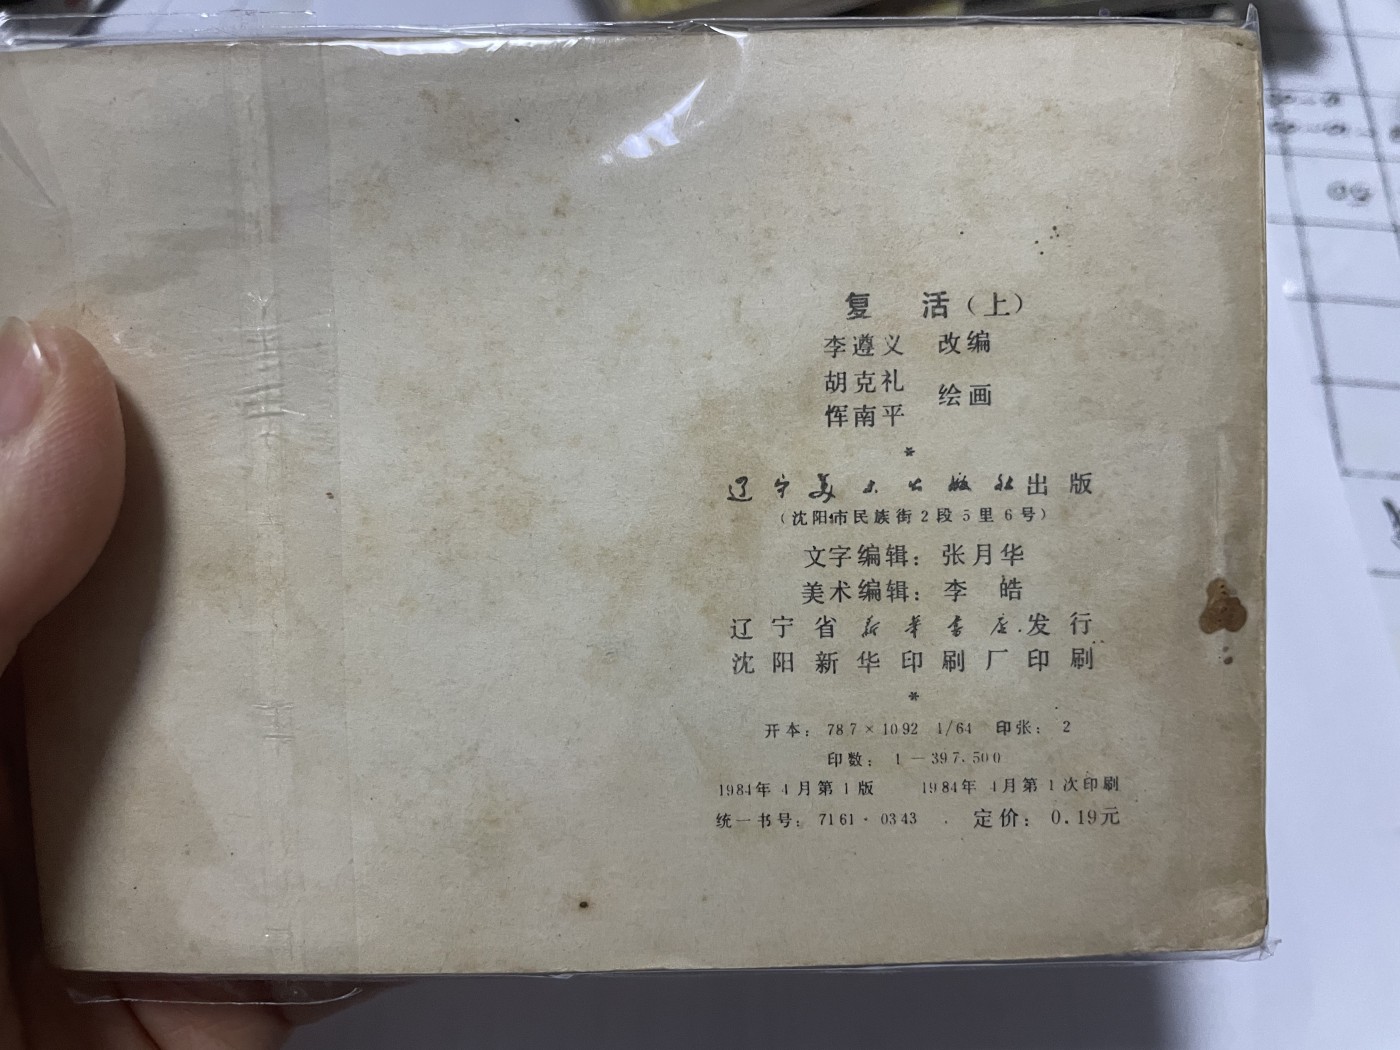 复 活（上）
李遵义 改编
胡克礼
恽南平 绘画
*
辽宁美术出版社出版
（沈阳市民族街2段5里6号）
文字编辑：张月华
美术编辑：李 皓
辽宁省新华书店发行
沈阳新华印刷厂印刷
*
开本：787×1092 1/64 印张：2
印数：1—397,500
1984年4月第1版 1984年4月第1次印刷
统一书号：7161·0343 定价：0.19元